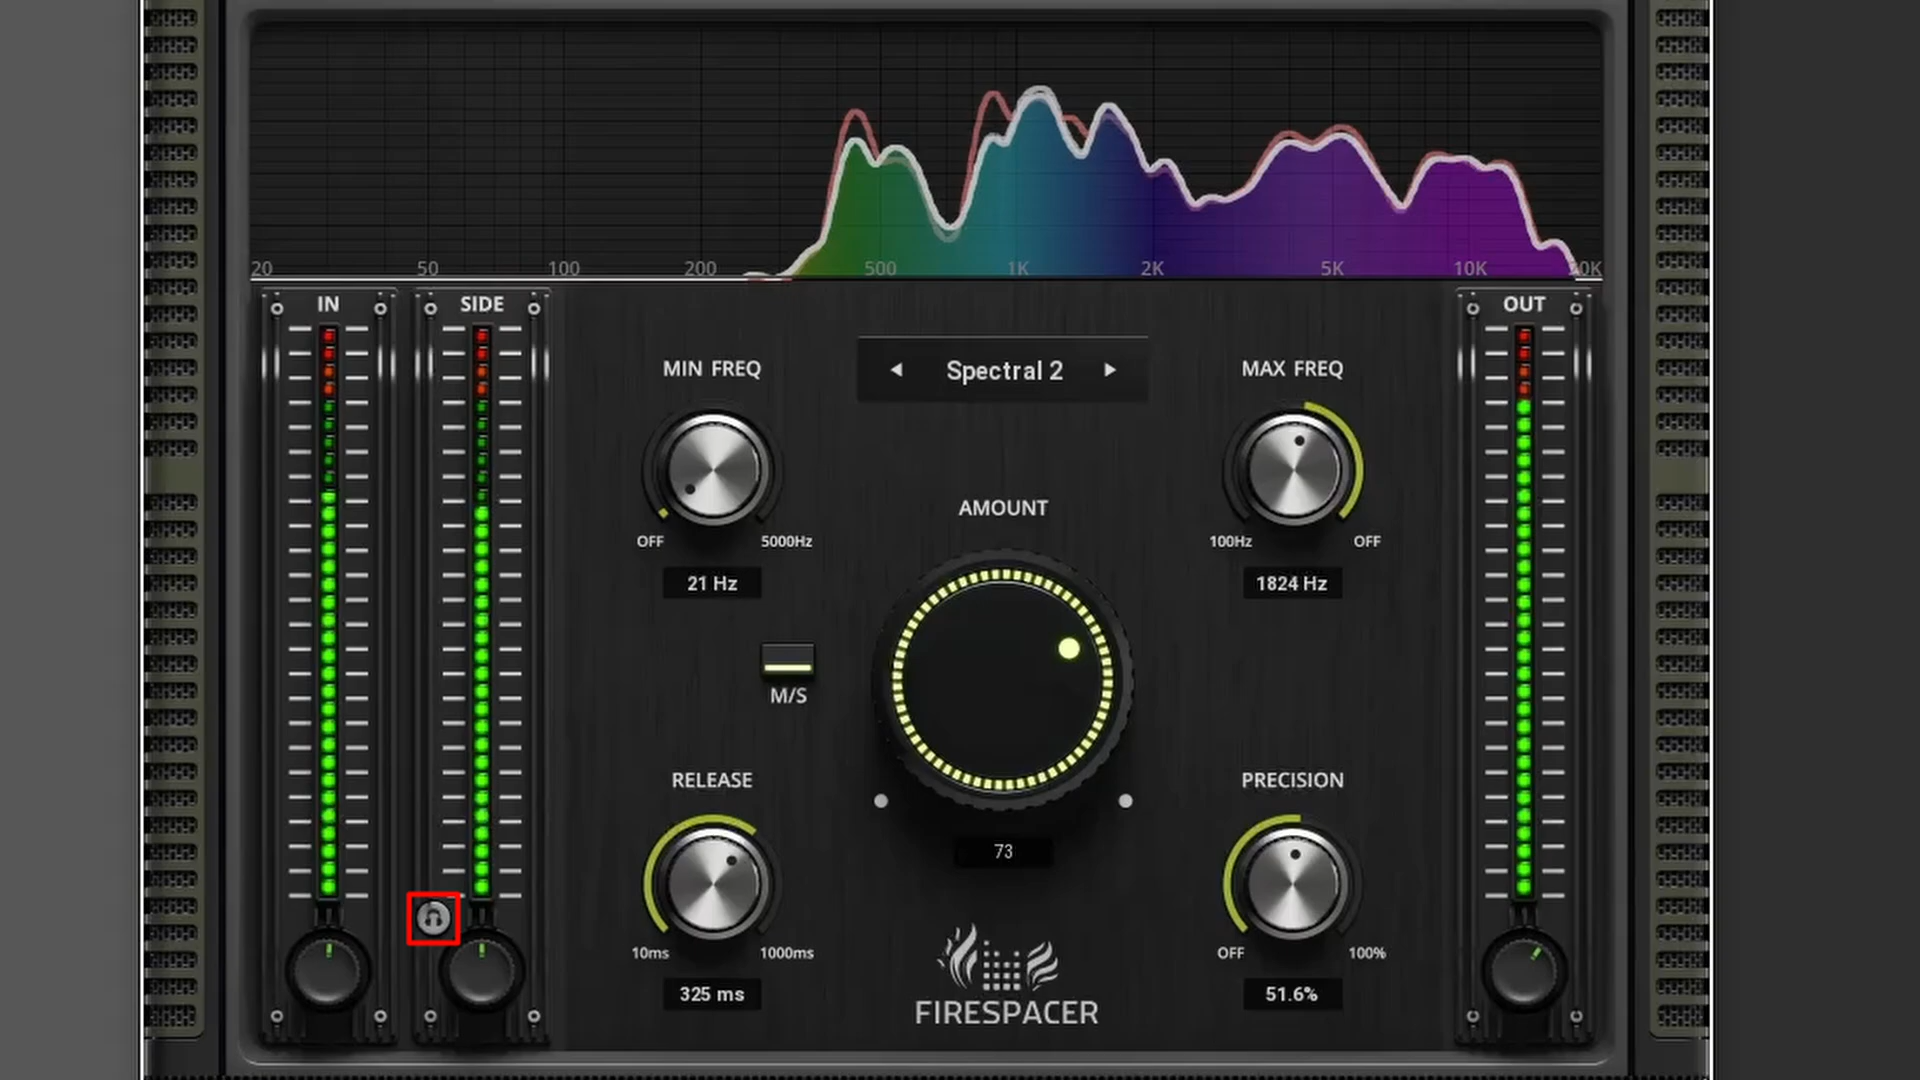 20 50 100 200 500 1K 2K 5K 10K 20K
IN SIDE OUT
MIN FREQ Spectral 2 MAX FREQ
AMOUNT
OFF 5000Hz 100Hz OFF
21 Hz 1824 Hz
M/S
RELEASE PRECISION
73
10ms 1000ms OFF 100%
325 ms 51.6%
FIRESPACER